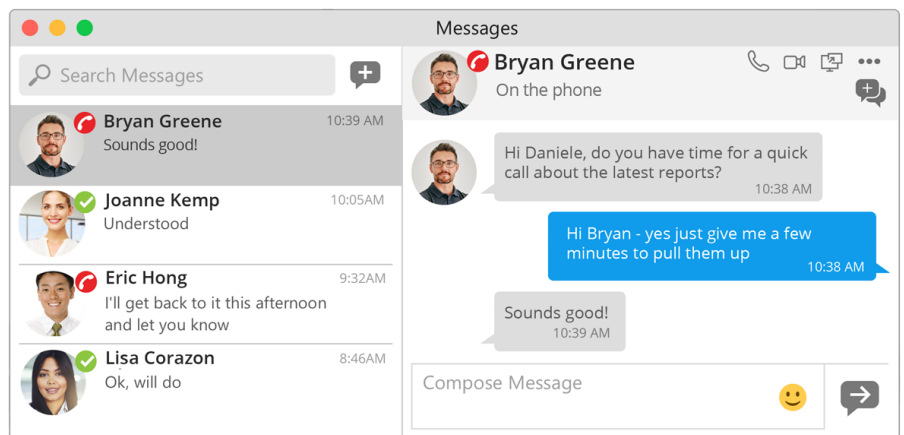 Messages
Search Messages
Bryan Greene 10:39 AM
Sounds good!
Joanne Kemp 10:05AM
Understood
Eric Hong 9:32AM
I'll get back to it this afternoon
and let you know
Lisa Corazon 8:46AM
Ok, will do
Bryan Greene
On the phone
Hi Daniele, do you have time for a quick
call about the latest reports?
10:38 AM
Hi Bryan - yes just give me a few
minutes to pull them up
10:38 AM
Sounds good!
10:39 AM
Compose Message